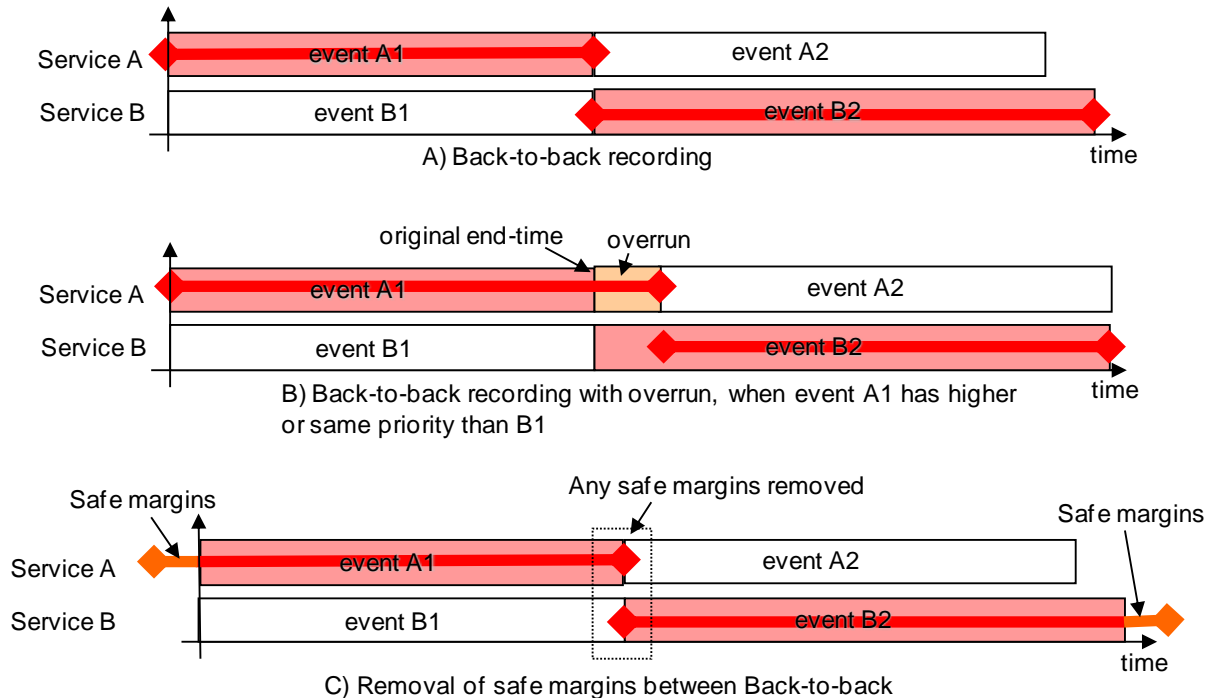 Service A
event A1
event A2
Service B
event B1
event B2
time
A) Back-to-back recording
original end-time
overrun
Service A
event A1
event A2
Service B
event B1
event B2
time
B) Back-to-back recording with overrun, when event A1 has higher
or same priority than B1
Safe margins
Any safe margins removed
Safe margins
Service A
event A1
event A2
Service B
event B1
event B2
time
C) Removal of safe margins between Back-to-back